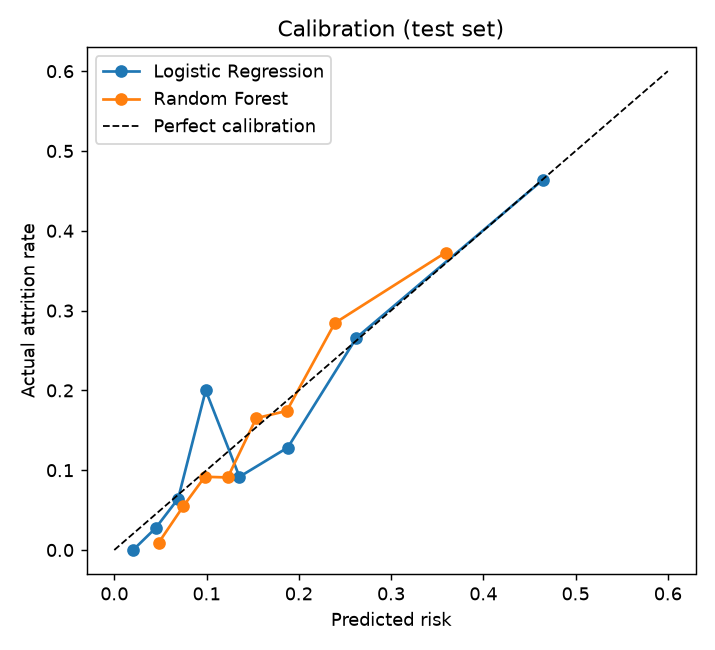 Calibration (test set)
Logistic Regression
Random Forest
Perfect calibration
Actual attrition rate
0.6
0.5
0.4
0.3
0.2
0.1
0.0
0.0 0.1 0.2 0.3 0.4 0.5 0.6
Predicted risk